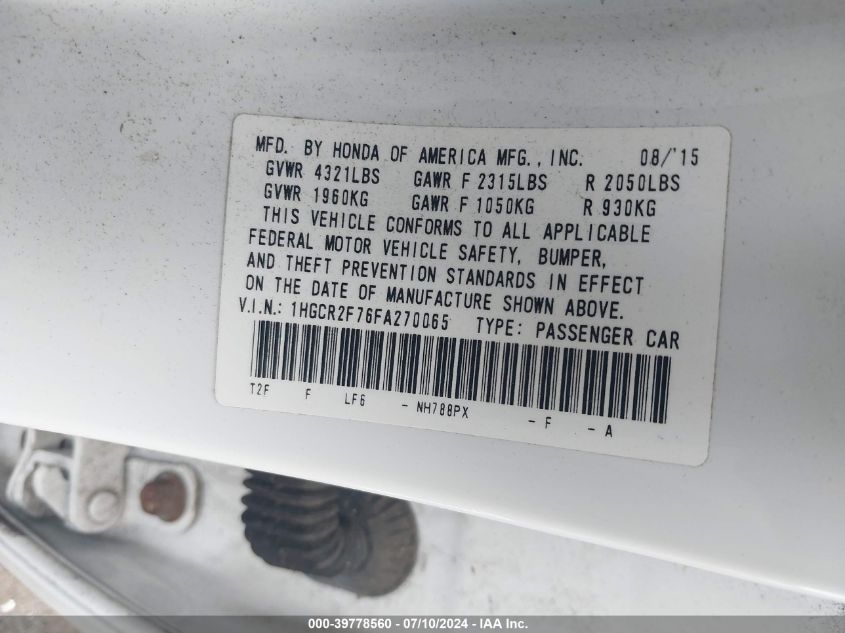 MFD. BY HONDA OF AMERICA MFG., INC. 08/'15
GVWR 4321LBS GAWR F 2315LBS R 2050LBS
GVWR 1960KG GAWR F 1050KG R 930KG
THIS VEHICLE CONFORMS TO ALL APPLICABLE
FEDERAL MOTOR VEHICLE SAFETY, BUMPER,
AND THEFT PREVENTION STANDARDS IN EFFECT
ON THE DATE OF MANUFACTURE SHOWN ABOVE.
V.I.N.: 1HGCR2F76FA270065 TYPE: PASSENGER CAR
T2F F LF6 - NH788PX - F - A
000-39778560 - 07/10/2024 - IAA Inc.